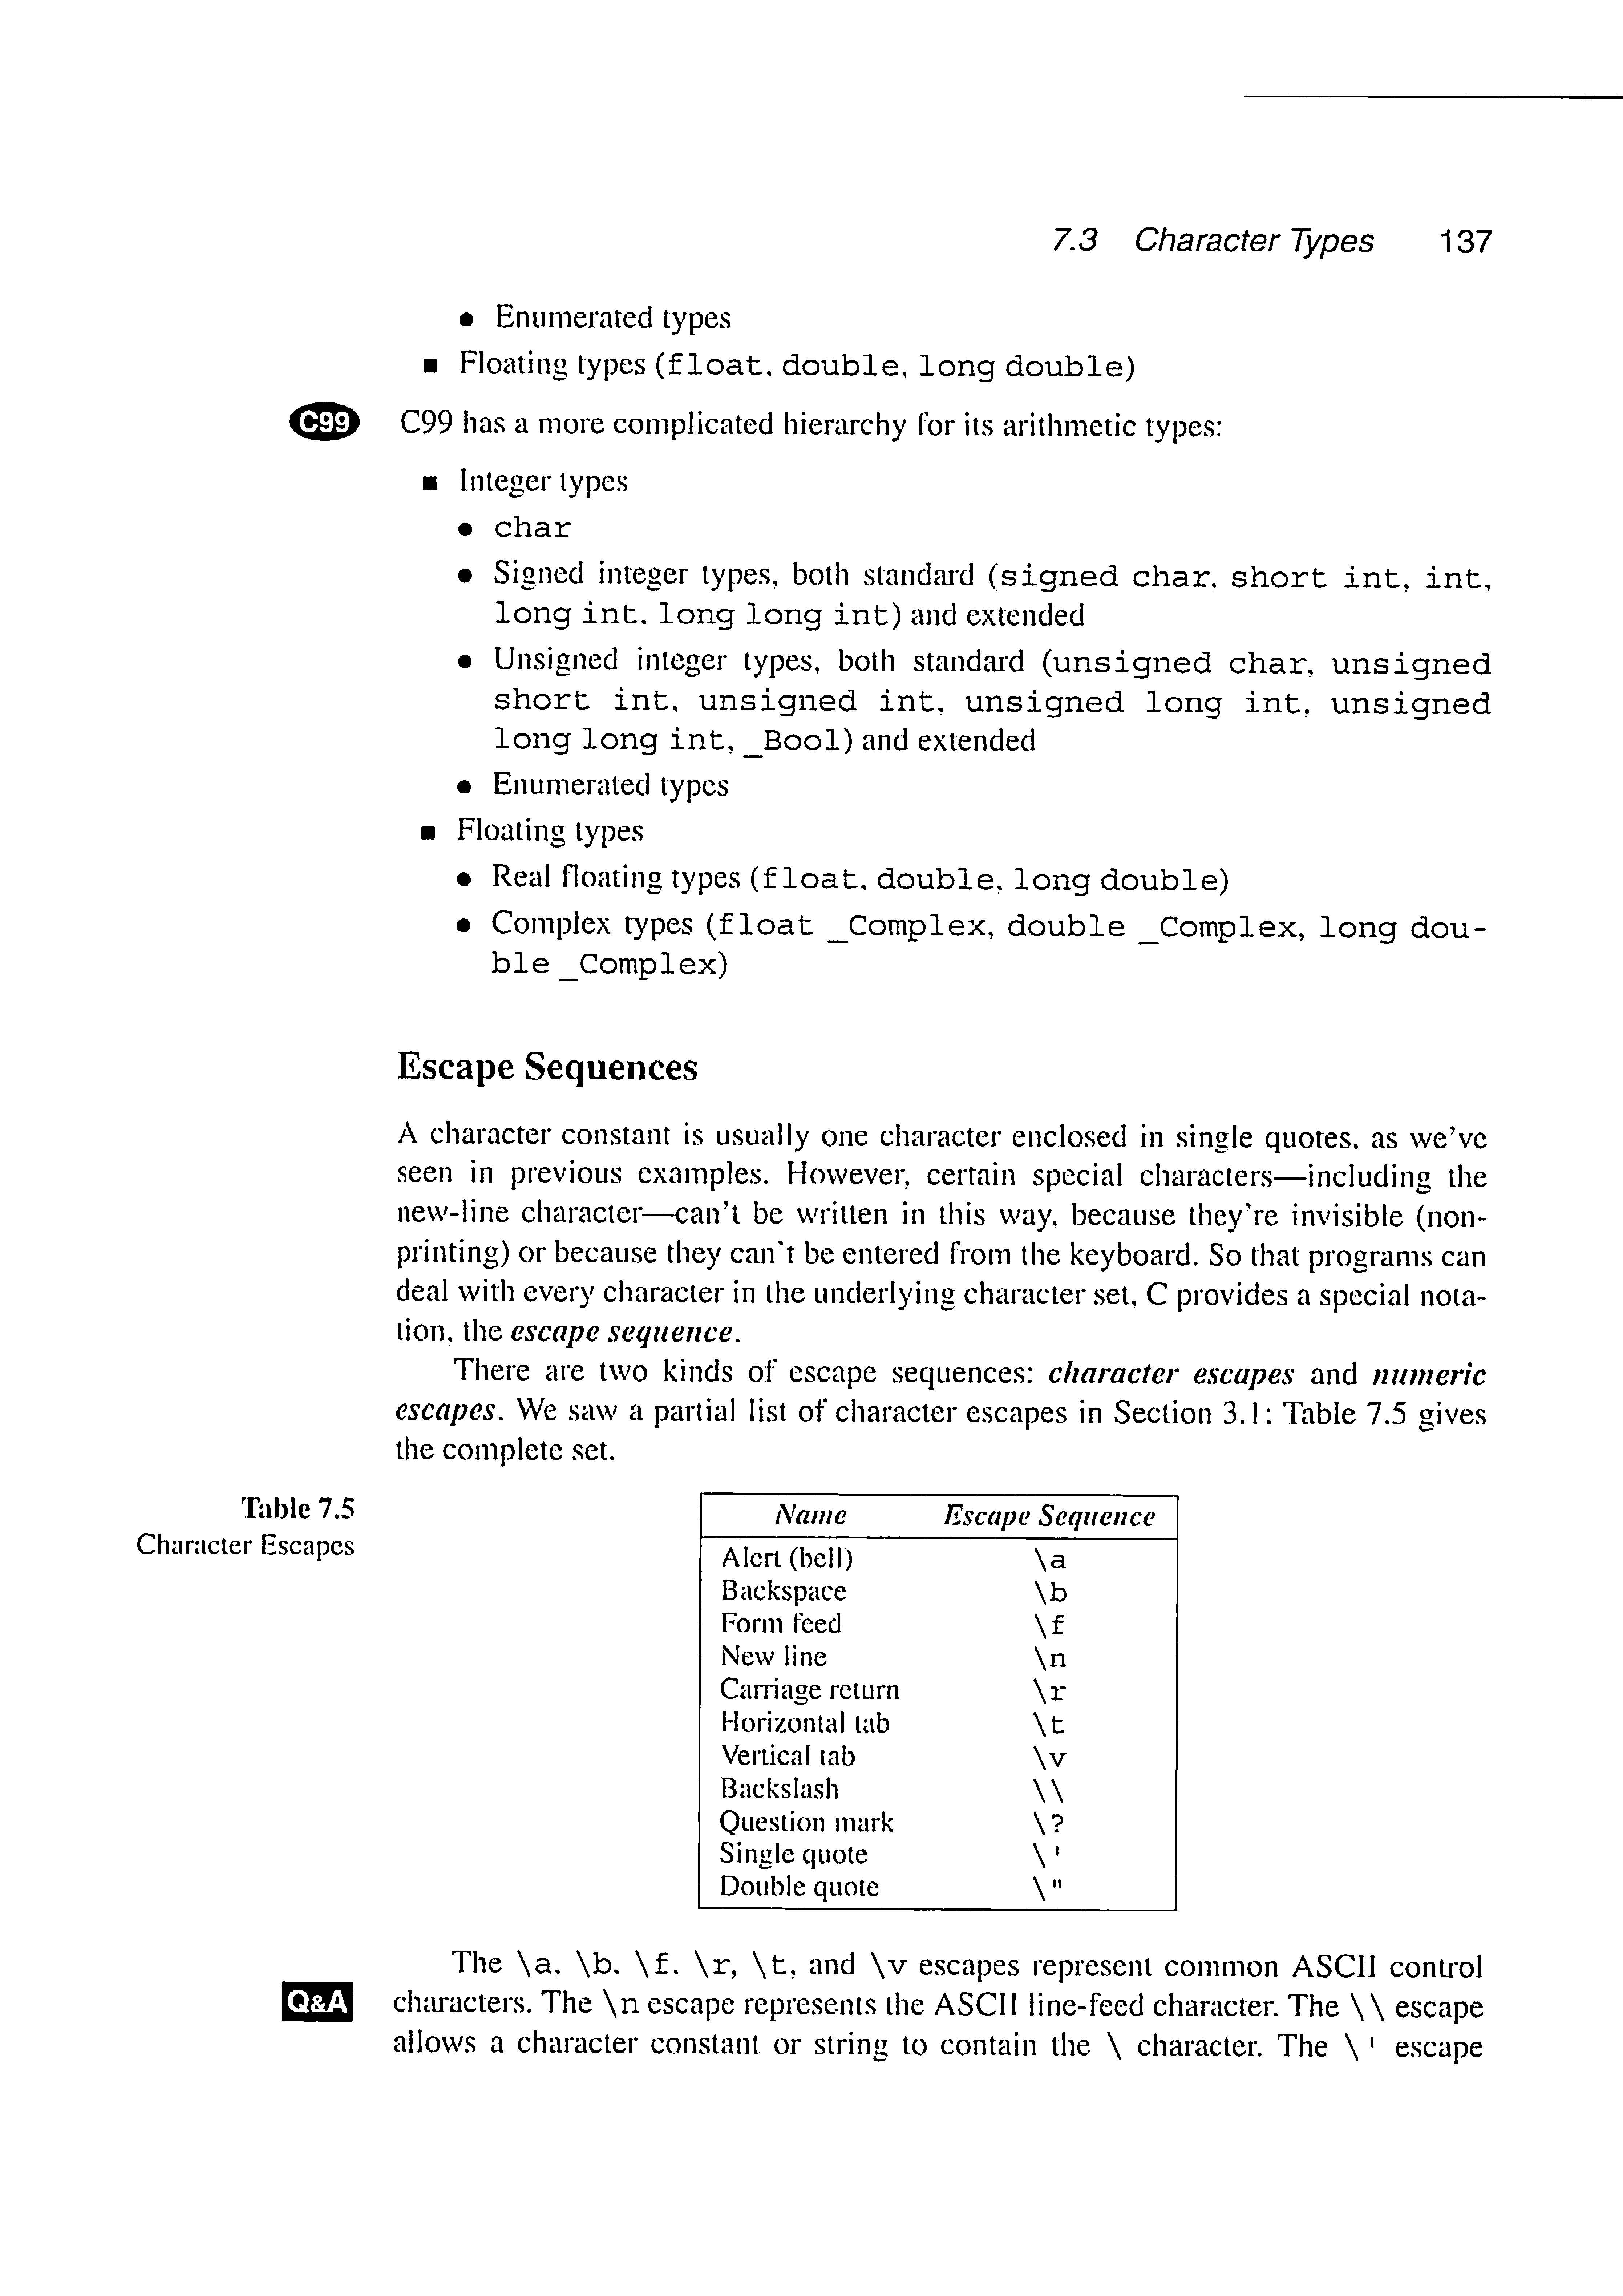 7.3 Character Types 137
• Enumerated types
■ Floating types (float, double, long double)
C99 C99 has a more complicated hierarchy for its arithmetic types:
■ Integer types
• char
• Signed integer types, both standard (signed char, short int, int,
long int, long long int) and extended
• Unsigned integer types, both standard (unsigned char, unsigned
short int, unsigned int, unsigned long int, unsigned
long long int, _Bool) and extended
• Enumerated types
■ Floating types
• Real floating types (float, double, long double)
• Complex types (float _Complex, double _Complex, long dou-
ble _Complex)
Escape Sequences
A character constant is usually one character enclosed in single quotes, as we've
seen in previous examples. However, certain special characters—including the
new-line character—can't be written in this way, because they're invisible (non-
printing) or because they can't be entered from the keyboard. So that programs can
deal with every character in the underlying character set, C provides a special nota-
tion, the escape sequence.
There are two kinds of escape sequences: character escapes and numeric
escapes. We saw a partial list of character escapes in Section 3.1; Table 7.5 gives
the complete set.
Table 7.5
Character Escapes
Name Escape Sequence
Alert (bell) \a
Backspace \b
Form feed \f
New line \n
Carriage return \r
Horizontal tab \t
Vertical tab \v
Backslash \\
Question mark \?
Single quote \'
Double quote \"
The \a, \b, \f, \r, \t, and \v escapes represent common ASCII control
Q&A characters. The \n escape represents the ASCII line-feed character. The \\ escape
allows a character constant or string to contain the \ character. The \' escape